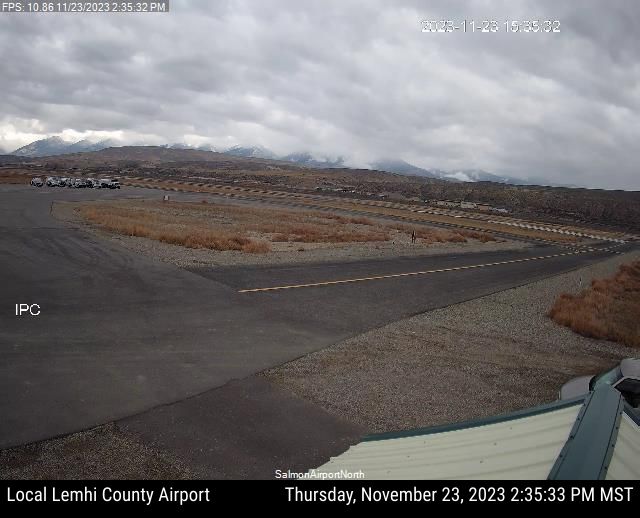 FPS: 10.86 11/23/2023 2:35:32 PM
2023-11-23 15:35:32
IPC
SalmonAirportNorth
Local Lemhi County Airport
Thursday, November 23, 2023 2:35:33 PM MST